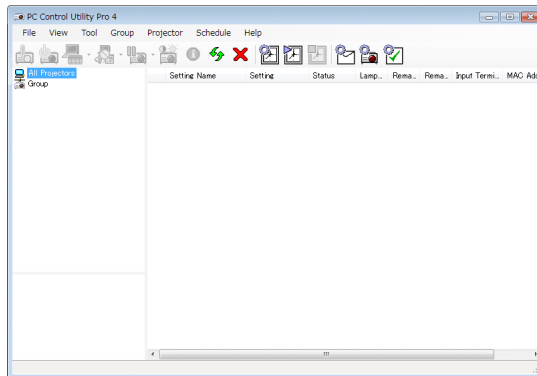 PC Control Utility Pro 4
File View Tool Group Projector Schedule Help
All Projectors
Group
Setting Name Setting Status Lamp... Rema... Rema... Input Termi... MAC Add